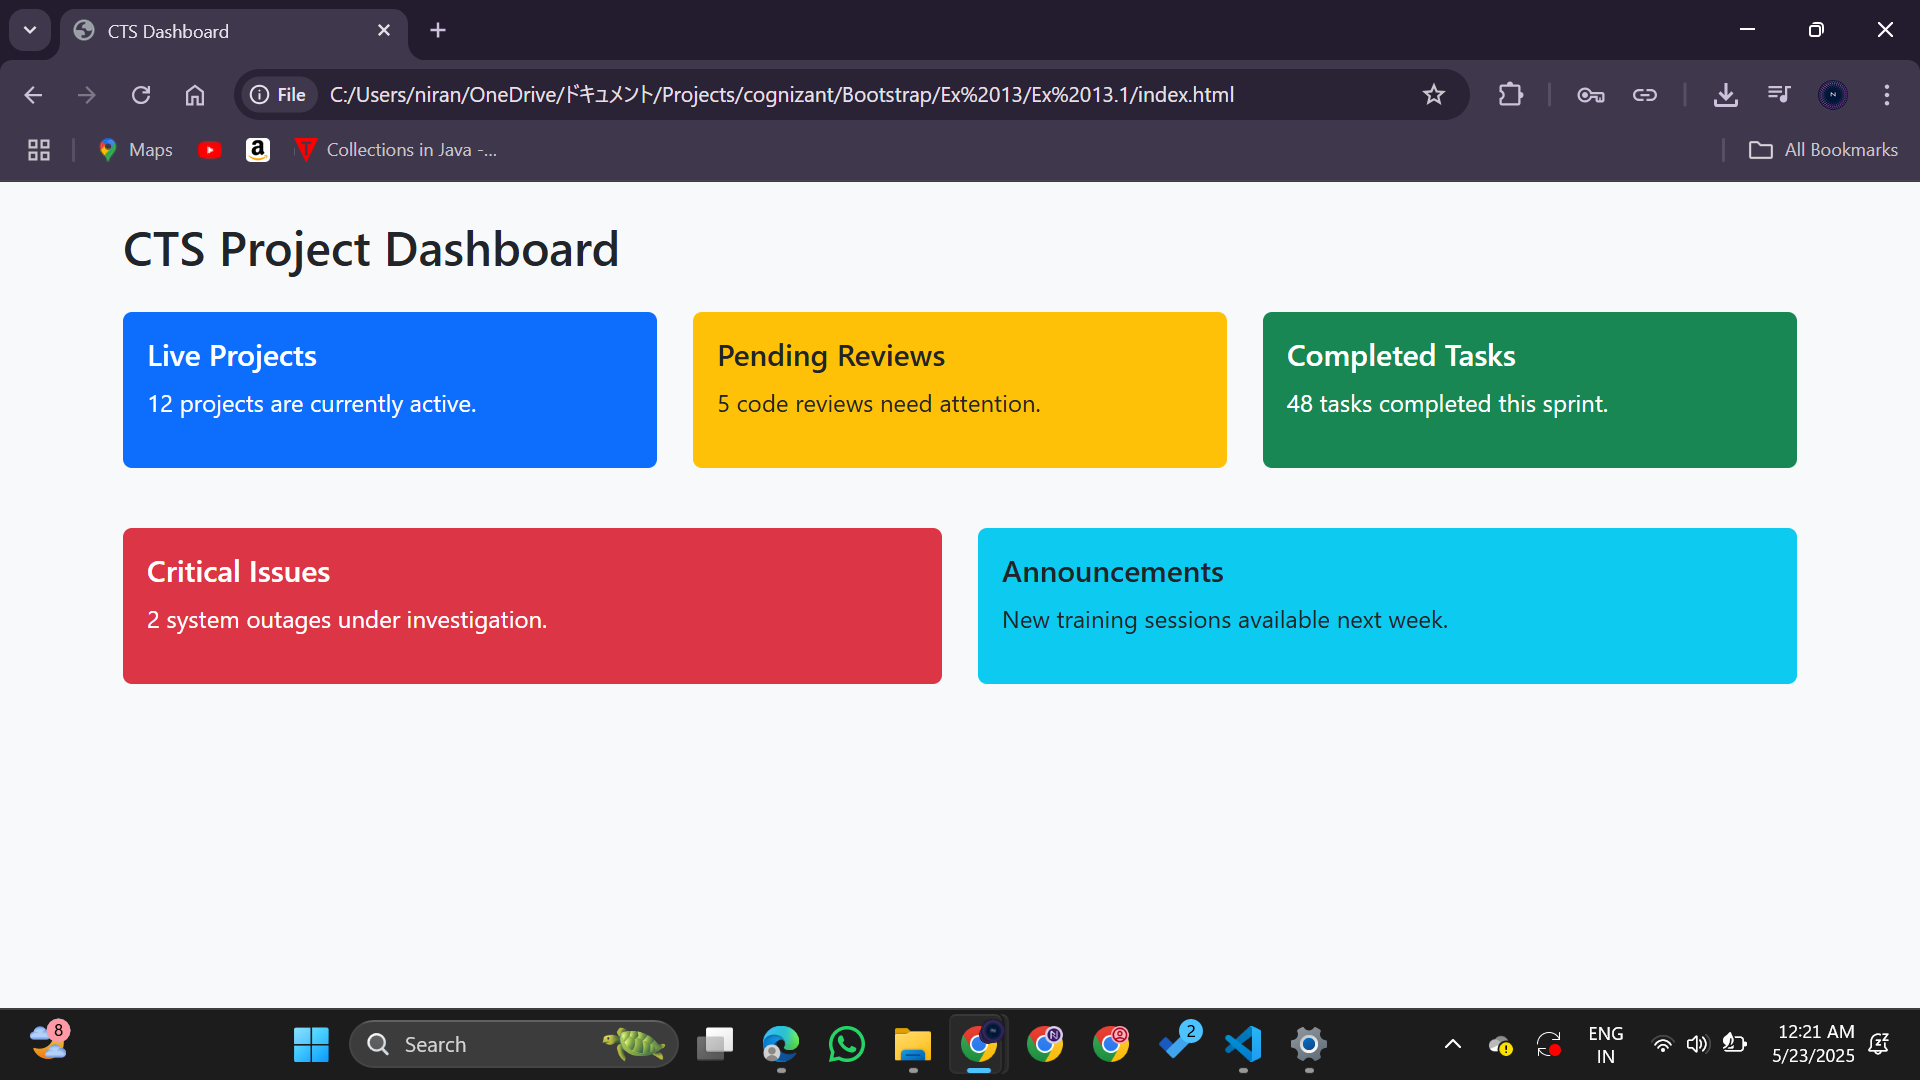 CTS Dashboard
File
C:/Users/niran/OneDrive/ドキュメント/Projects/cognizant/Bootstrap/Ex%2013/Ex%2013.1/index.html
Maps
Collections in Java -...
All Bookmarks
CTS Project Dashboard
Live Projects
12 projects are currently active.
Pending Reviews
5 code reviews need attention.
Completed Tasks
48 tasks completed this sprint.
Critical Issues
2 system outages under investigation.
Announcements
New training sessions available next week.
8
Search
2
ENG
IN
12:21 AM
5/23/2025